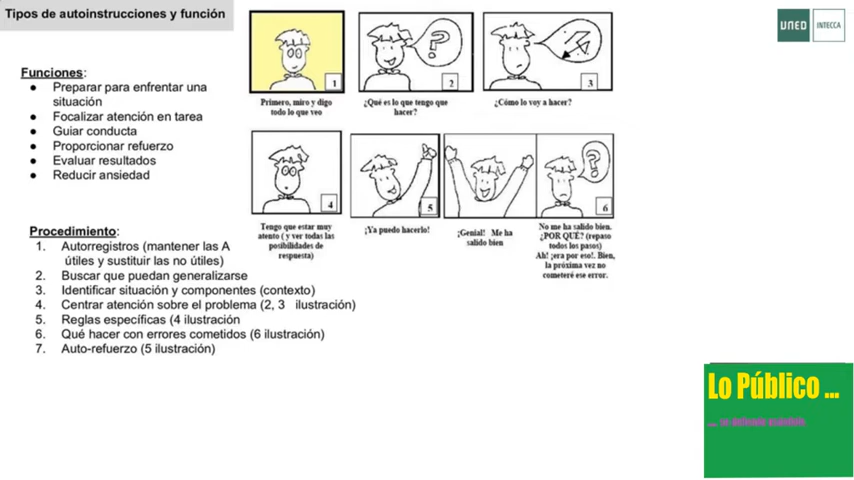 Tipos de autoinstrucciones y función
UNED
INTECCA
Funciones:
● Preparar para enfrentar una
situación
● Focalizar atención en tarea
● Guiar conducta
● Proporcionar refuerzo
● Evaluar resultados
● Reducir ansiedad
1
Primero, miro y digo
todo lo que veo
?
2
¿Qué es lo que tengo que
hacer?
3
¿Cómo lo voy a hacer?
4
Tengo que estar muy
atento ( y ver todas las
posibilidades de
respuesta)
5
¡Ya puedo hacerlo!
¡Genial! Me ha
salido bien
?
6
No me ha salido bien.
¿POR QUÉ? (repaso
todos los pasos)
Ah! ¡era por eso!. Bien,
la próxima vez no
cometeré ese error.
Procedimiento:
1. Autorregistros (mantener las A
útiles y sustituir las no útiles)
2. Buscar que puedan generalizarse
3. Identificar situación y componentes (contexto)
4. Centrar atención sobre el problema (2, 3 ilustración)
5. Reglas específicas (4 ilustración
6. Qué hacer con errores cometidos (6 ilustración)
7. Auto-refuerzo (5 ilustración)
Lo Público ...